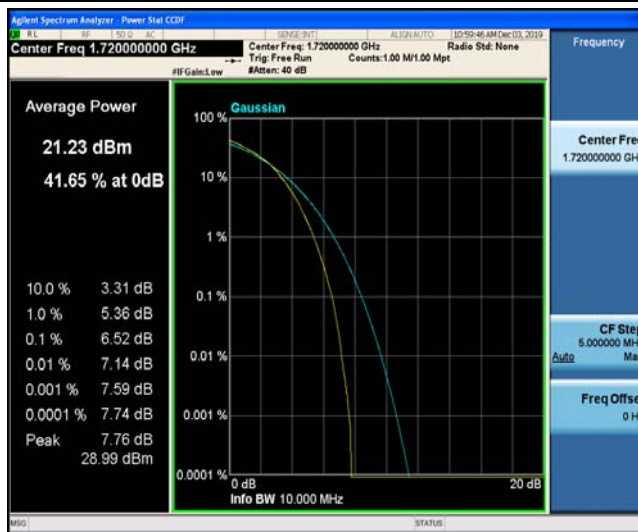 Agilent Spectrum Analyzer - Power Stat CCDF
RL RF 50 Ω AC SENSE:INT ALIGN AUTO 10:59:46 AM Dec 03, 2019
Center Freq 1.720000000 GHz
Center Freq: 1.720000000 GHz Radio Std: None
Trig: Free Run Counts:1.00 M/1.00 Mpt
#IFGain:Low #Atten: 40 dB
Frequency
Average Power
21.23 dBm
41.65 % at 0dB
10.0 % 3.31 dB
1.0 % 5.36 dB
0.1 % 6.52 dB
0.01 % 7.14 dB
0.001 % 7.59 dB
0.0001 % 7.74 dB
Peak 7.76 dB
28.99 dBm
Gaussian
100 %
10 %
1 %
0.1 %
0.01 %
0.001 %
0.0001 %
0 dB 20 dB
Info BW 10.000 MHz
Center Fre
1.720000000 GH
CF Ste
5.000000 MH
Auto Ma
Freq Offse
0 H
MSG STATUS